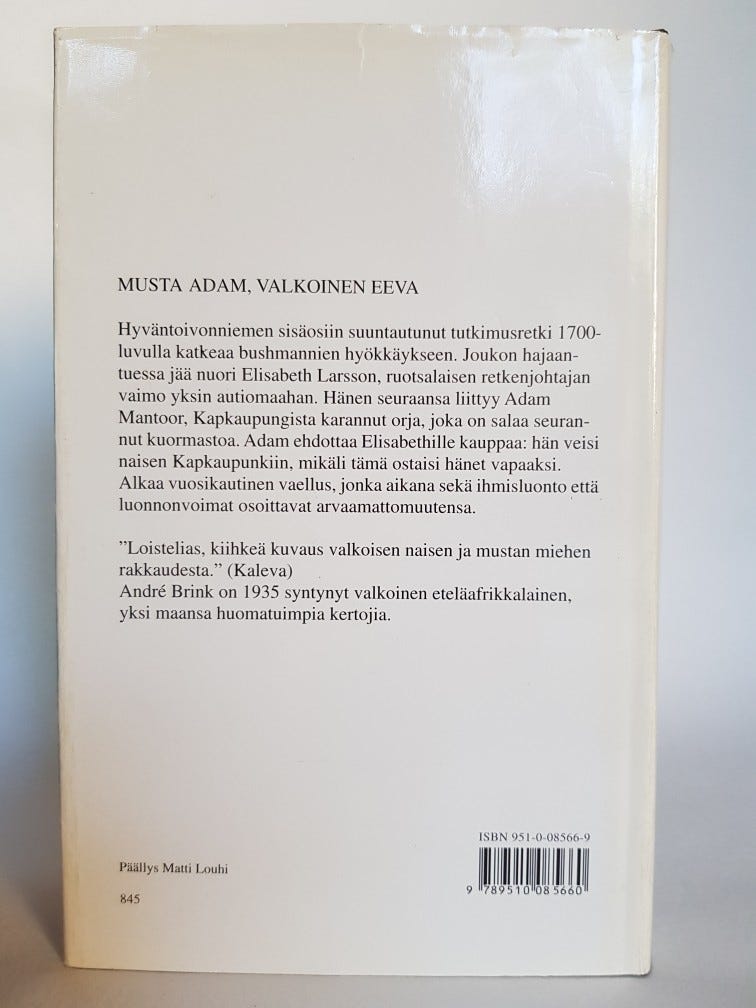 MUSTA ADAM, VALKOINEN EEVA
Hyväntoivonniemen sisäosiin suuntautunut tutkimusretki 1700-
luvulla katkeaa bushmannien hyökkäykseen. Joukon hajaan-
tuessa jää nuori Elisabeth Larsson, ruotsalaisen retkenjohtajan
vaimo yksin autiomaahan. Hänen seuraansa liittyy Adam
Mantoor, Kapkaupungista karannut orja, joka on salaa seuran-
nut kuormastoa. Adam ehdottaa Elisabethille kauppaa: hän veisi
naisen Kapkaupunkiin, mikäli tämä ostaisi hänet vapaaksi.
Alkaa vuosikautinen vaellus, jonka aikana sekä ihmisluonto että
luonnonvoimat osoittavat arvaamattomuutensa.
”Loistelias, kiihkeä kuvaus valkoisen naisen ja mustan miehen
rakkaudesta.” (Kaleva)
André Brink on 1935 syntynyt valkoinen eteläafrikkalainen,
yksi maansa huomatuimpia kertojia.
ISBN 951-0-08566-9
9 789510 085660
Päällys Matti Louhi
845